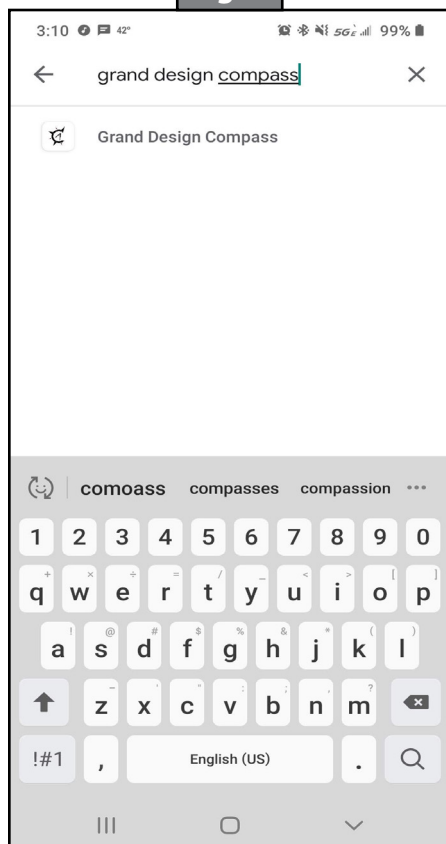 3:10 42° 5GE 99%
grand design compass
Grand Design Compass
comoass compasses compassion
1 2 3 4 5 6 7 8 9 0
+ × ÷ = / _ < > [ ]
q w e r t y u i o p
! @ # $ % & * ( )
a s d f g h j k l
- ' " : ; , ?
z x c v b n m
!#1 , English (US) .